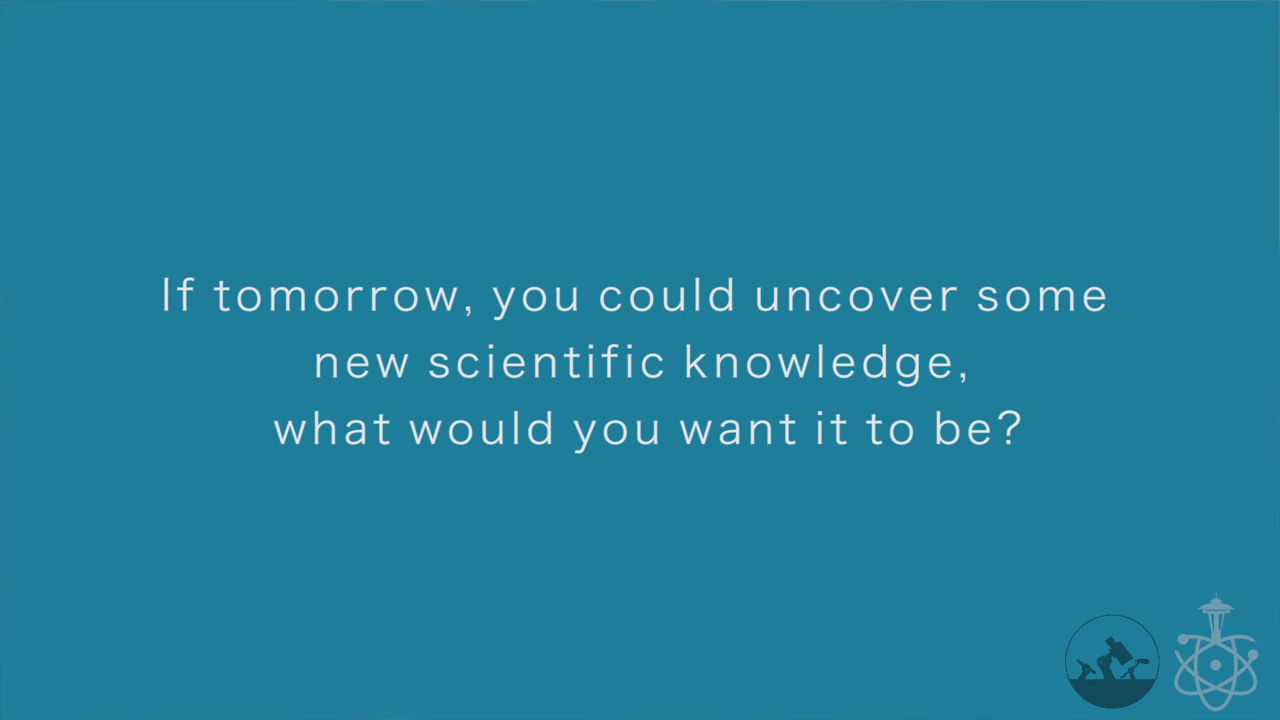 If tomorrow, you could uncover some
new scientific knowledge,
what would you want it to be?